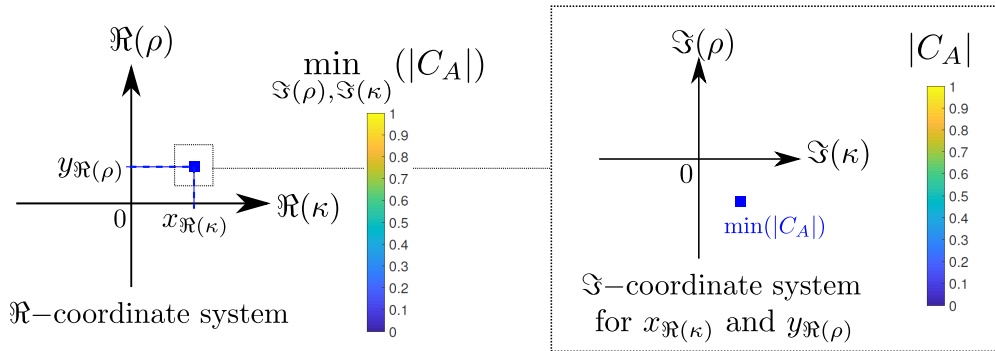 ℜ(ρ)
min (|C_A|)
ℑ(ρ),ℑ(κ)
1
0.9
0.8
0.7
0.6
0.5
0.4
0.3
0.2
0.1
0
y_ℜ(ρ)
0
x_ℜ(κ)
ℜ(κ)
ℜ−coordinate system
ℑ(ρ)
|C_A|
1
0.9
0.8
0.7
0.6
0.5
0.4
0.3
0.2
0.1
0
0
ℑ(κ)
min(|C_A|)
ℑ−coordinate system
for x_ℜ(κ) and y_ℜ(ρ)